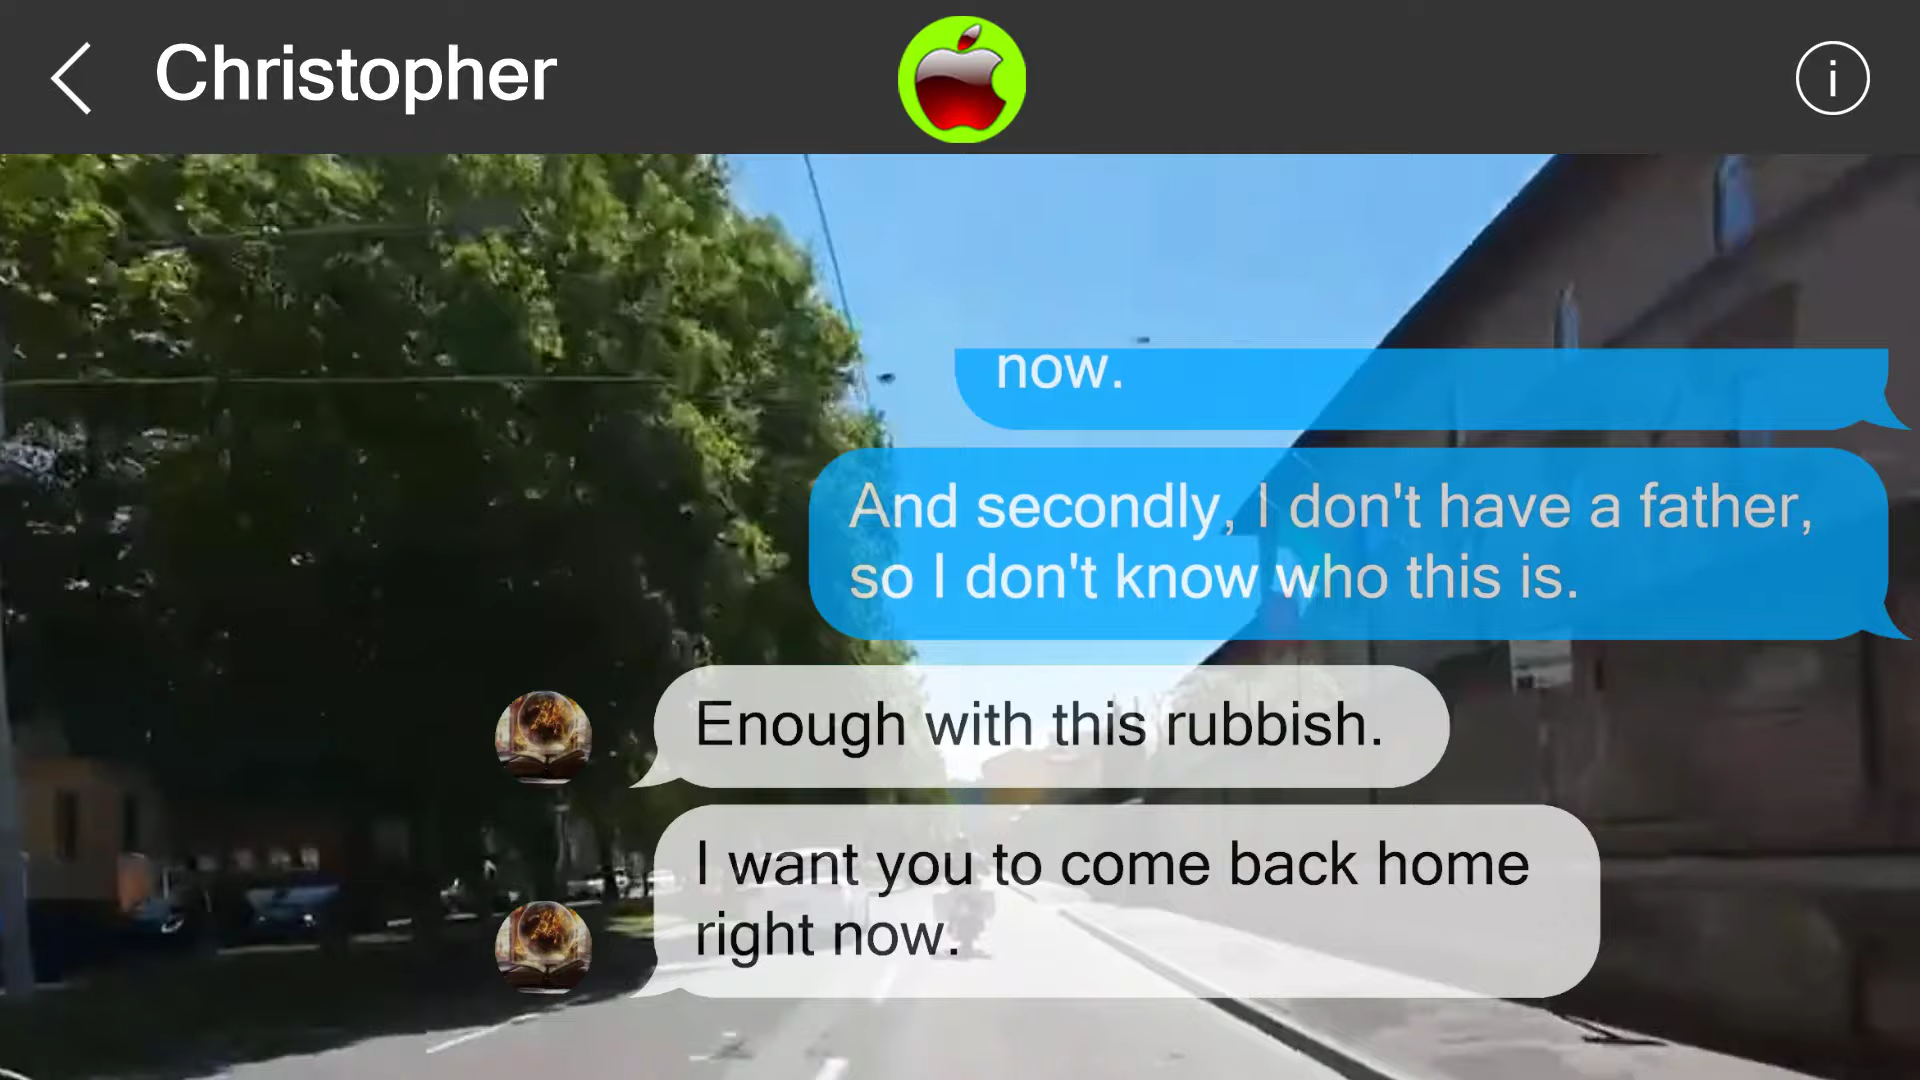 Christopher
i
now.
And secondly, I don't have a father,
so I don't know who this is.
Enough with this rubbish.
I want you to come back home
right now.